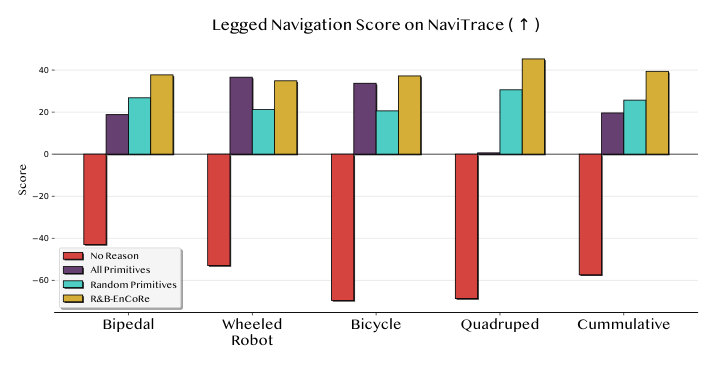 Legged Navigation Score on NaviTrace ( ↑ )
Score
40
20
0
−20
−40
−60
No Reason
All Primitives
Random Primitives
R&B-EnCoRe
Bipedal
Wheeled
Robot
Bicycle
Quadruped
Cummulative